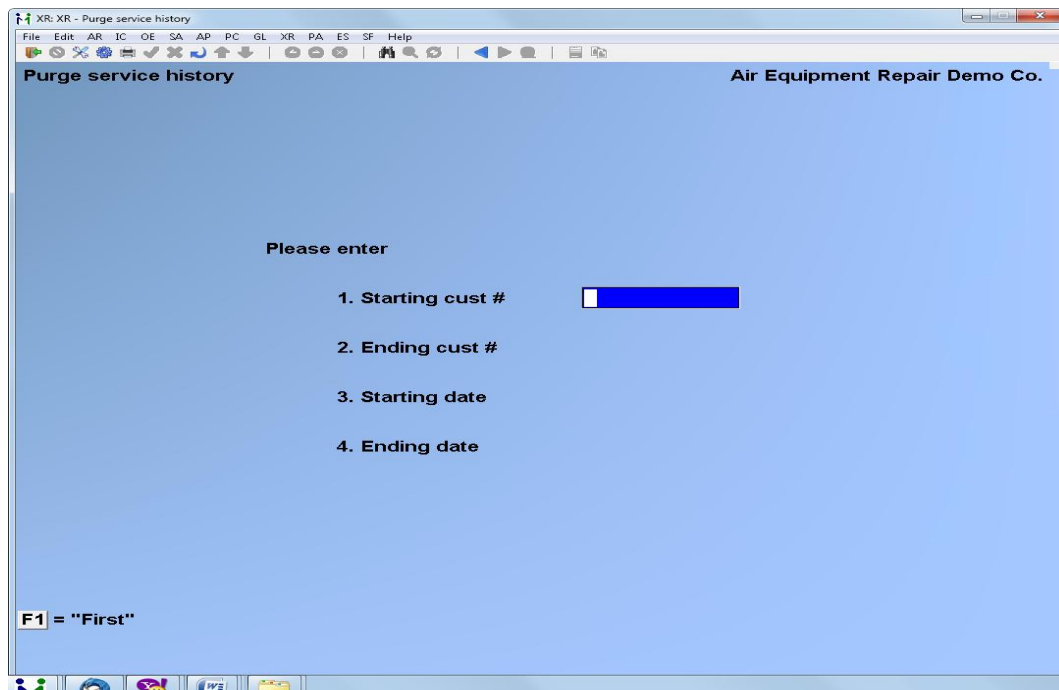 XR: XR - Purge service history
File Edit AR IC OE SA AP PC GL XR PA ES SF Help
Purge service history Air Equipment Repair Demo Co.
Please enter
1. Starting cust #
2. Ending cust #
3. Starting date
4. Ending date
F1 = "First"